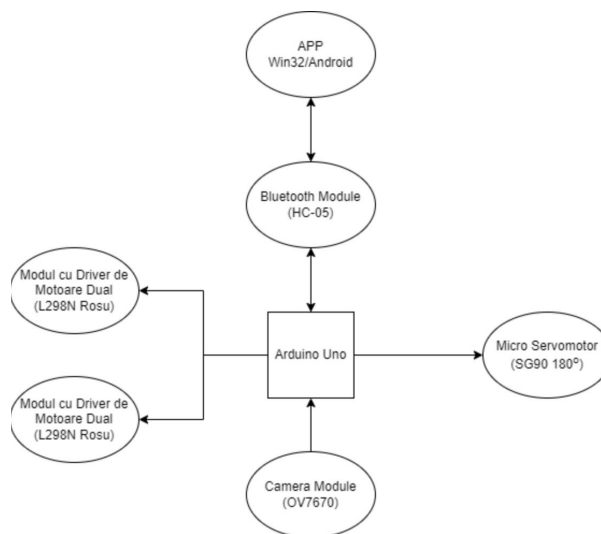 APP
Win32/Android
Bluetooth Module
(HC-05)
Modul cu Driver de
Motoare Dual
(L298N Rosu)
Arduino Uno
Micro Servomotor
(SG90 180º)
Modul cu Driver de
Motoare Dual
(L298N Rosu)
Camera Module
(OV7670)